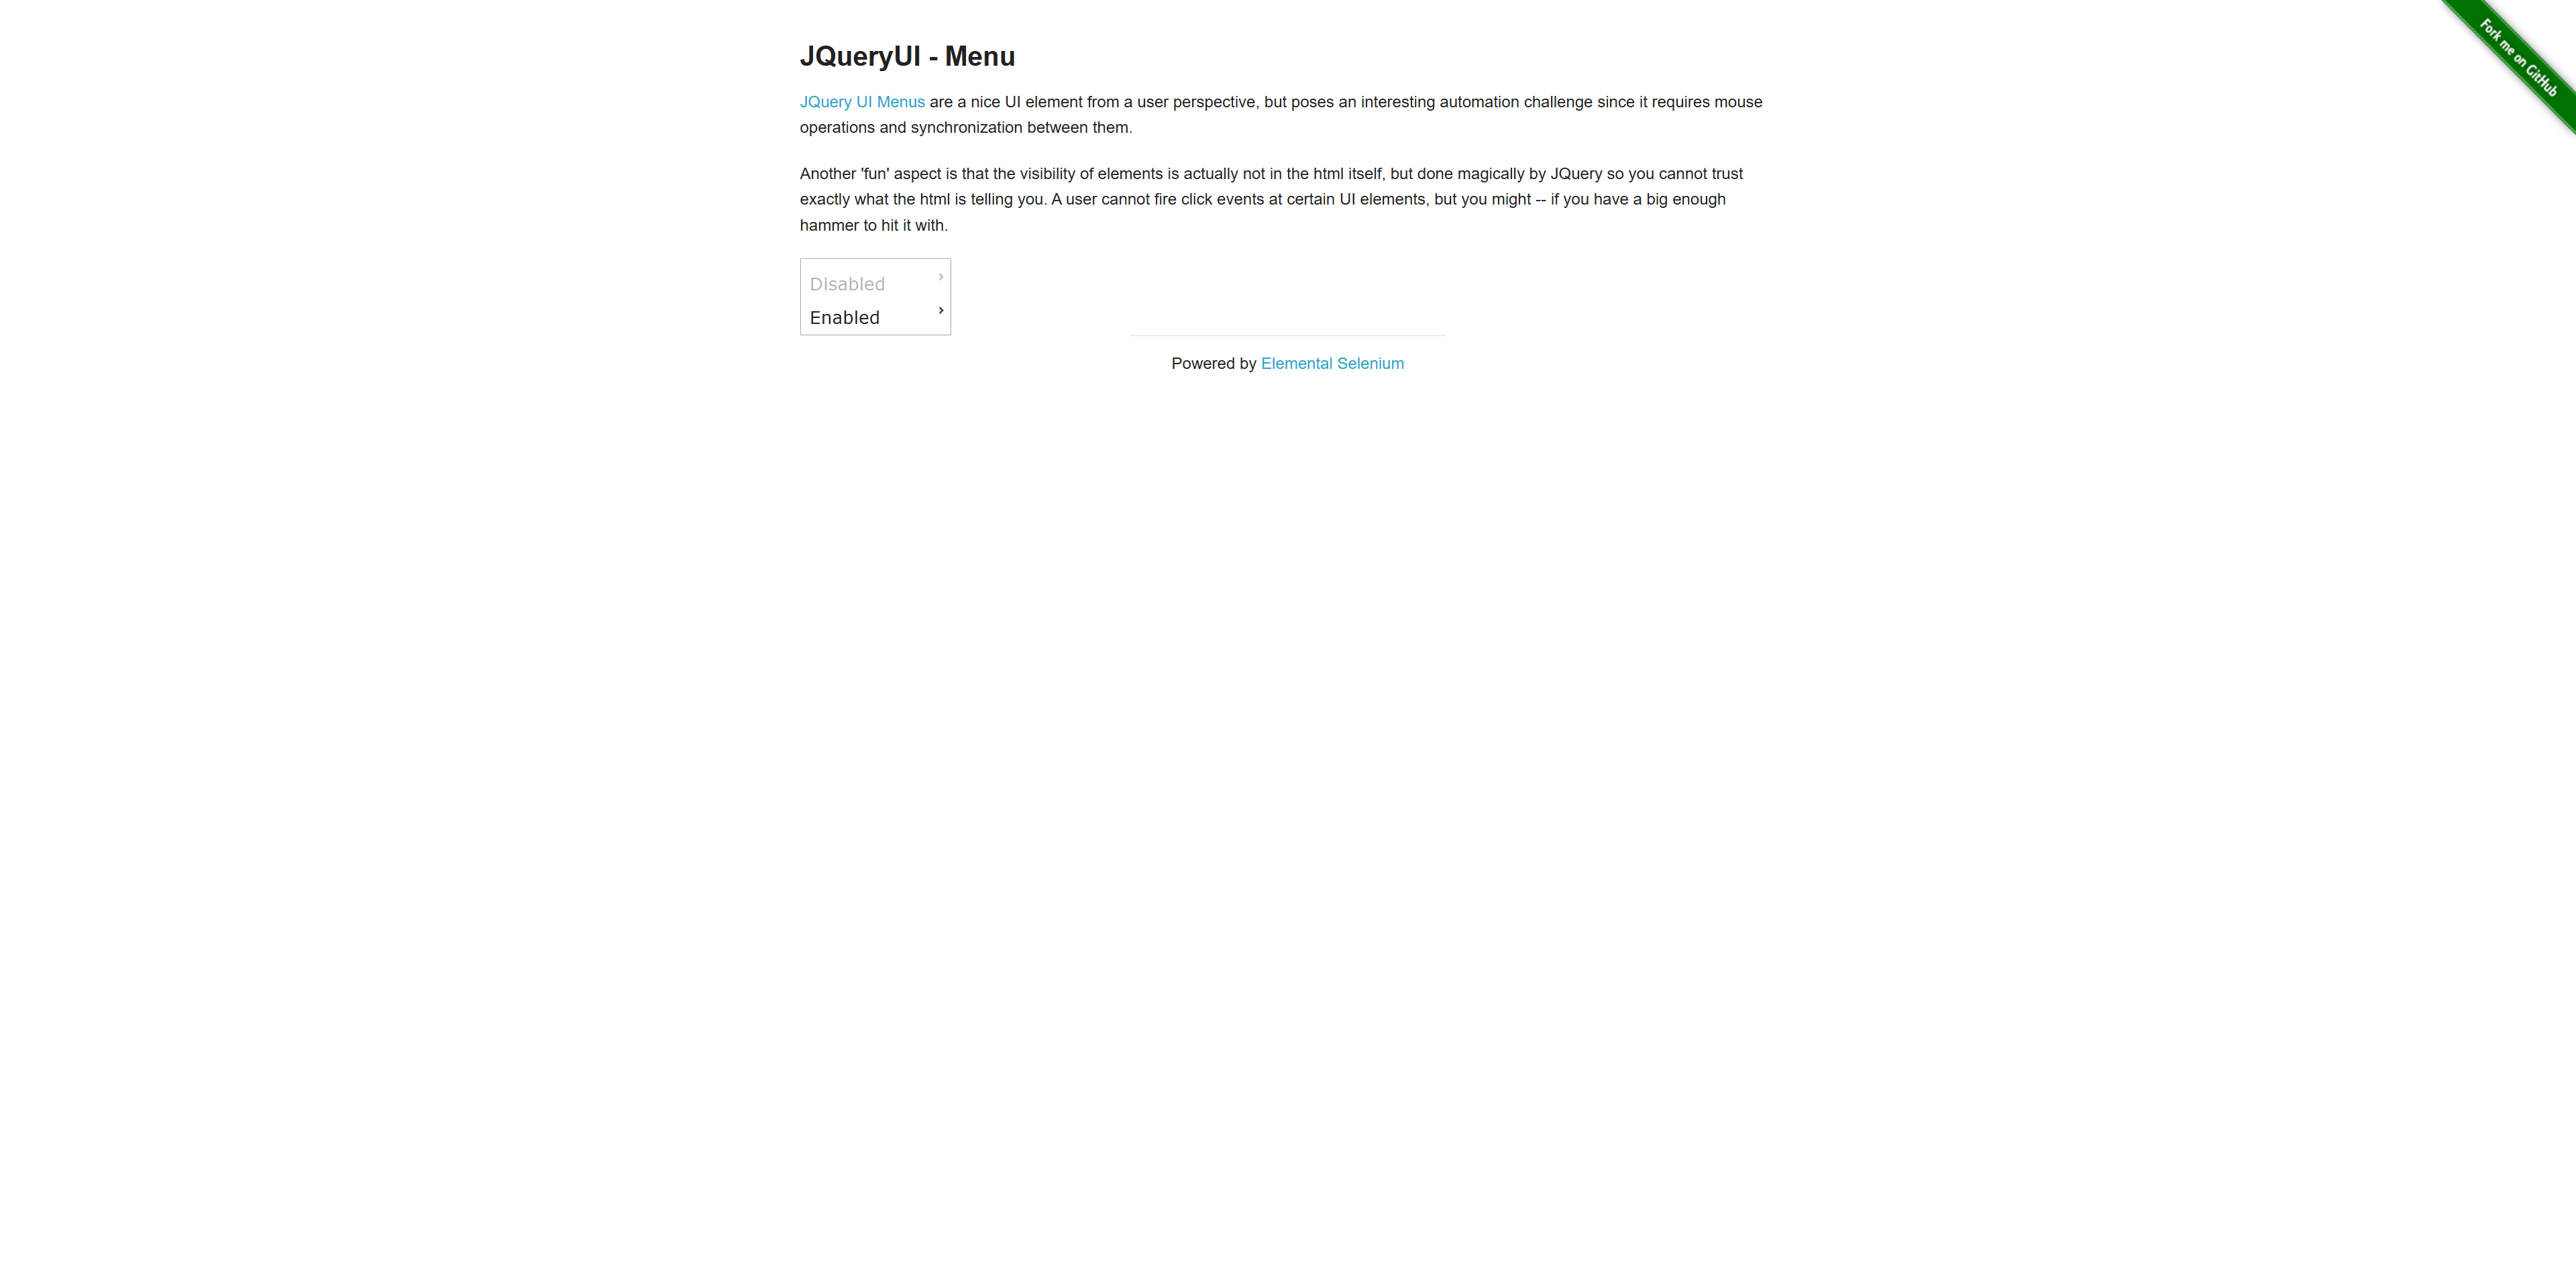 Fork me on GitHub
JQueryUI - Menu
JQuery UI Menus are a nice UI element from a user perspective, but poses an interesting automation challenge since it requires mouse
operations and synchronization between them.
Another 'fun' aspect is that the visibility of elements is actually not in the html itself, but done magically by JQuery so you cannot trust
exactly what the html is telling you. A user cannot fire click events at certain UI elements, but you might -- if you have a big enough
hammer to hit it with.
Disabled
Enabled
Powered by Elemental Selenium